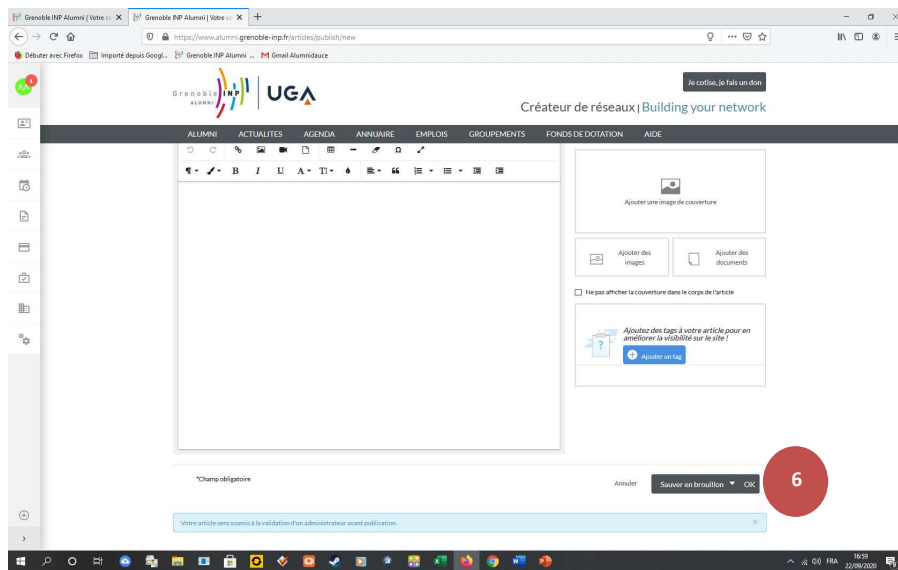 Grenoble INP Alumni | Votre co
Grenoble INP Alumni | Votre co
https://www.alumni.grenoble-inp.fr/articles/publish/new
Débuter avec Firefox
Importé depuis Googl...
Grenoble INP Alumni ...
Gmail Alumnidauce
AA
Grenoble INP
ALUMNI
UGA
Je cotise, je fais un don
Créateur de réseaux | Building your network
ALUMNI ACTUALITES AGENDA ANNUAIRE EMPLOIS GROUPEMENTS FONDS DE DOTATION AIDE
Ω
¶ B I U A T I
Ajouter une image de couverture
Ajouter des
images
Ajouter des
documents
Ne pas afficher la couverture dans le corps de l'article
?
Ajoutez des tags à votre article pour en
améliorer la visibilité sur le site !
Ajouter un tag
*Champ obligatoire
Annuler
Sauver en brouillon
OK
6
Votre article sera soumis à la validation d'un administrateur avant publication.
FRA
16:59
22/09/2020